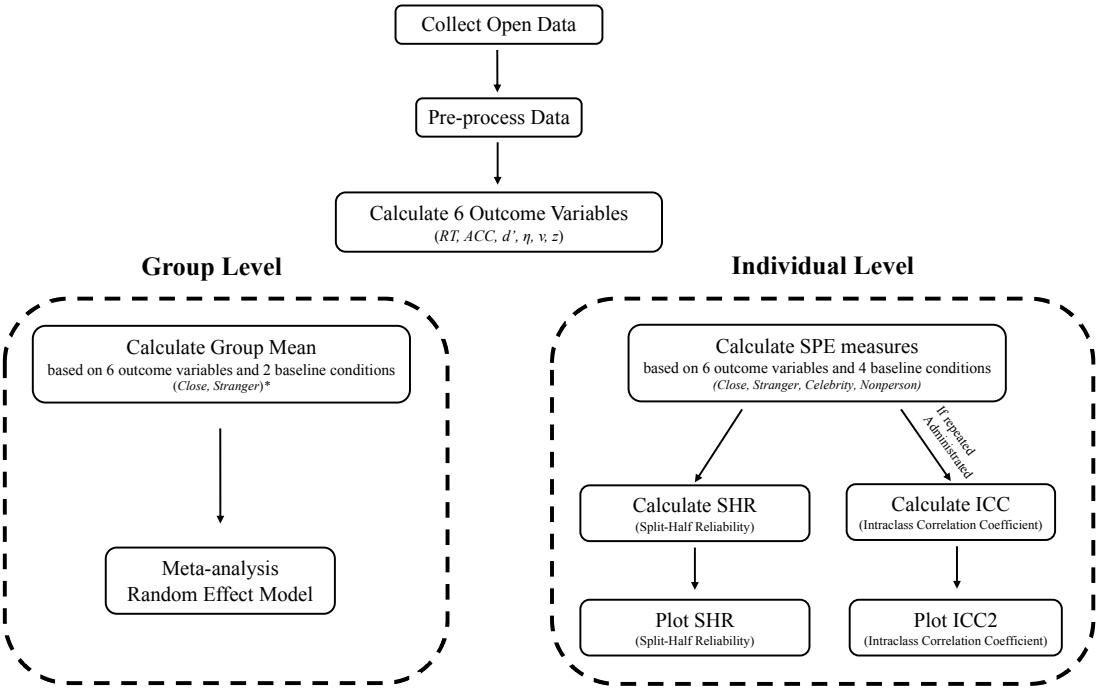 Collect Open Data
Pre-process Data
Calculate 6 Outcome Variables
(RT, ACC, d’, η, v, z)
Group Level
Calculate Group Mean
based on 6 outcome variables and 2 baseline conditions
(Close, Stranger)*
Meta-analysis
Random Effect Model
Individual Level
Calculate SPE measures
based on 6 outcome variables and 4 baseline conditions
(Close, Stranger, Celebrity, Nonperson)
If repeated
Administrated
Calculate SHR
(Split-Half Reliability)
Calculate ICC
(Intraclass Correlation Coefficient)
Plot SHR
(Split-Half Reliability)
Plot ICC2
(Intraclass Correlation Coefficient)